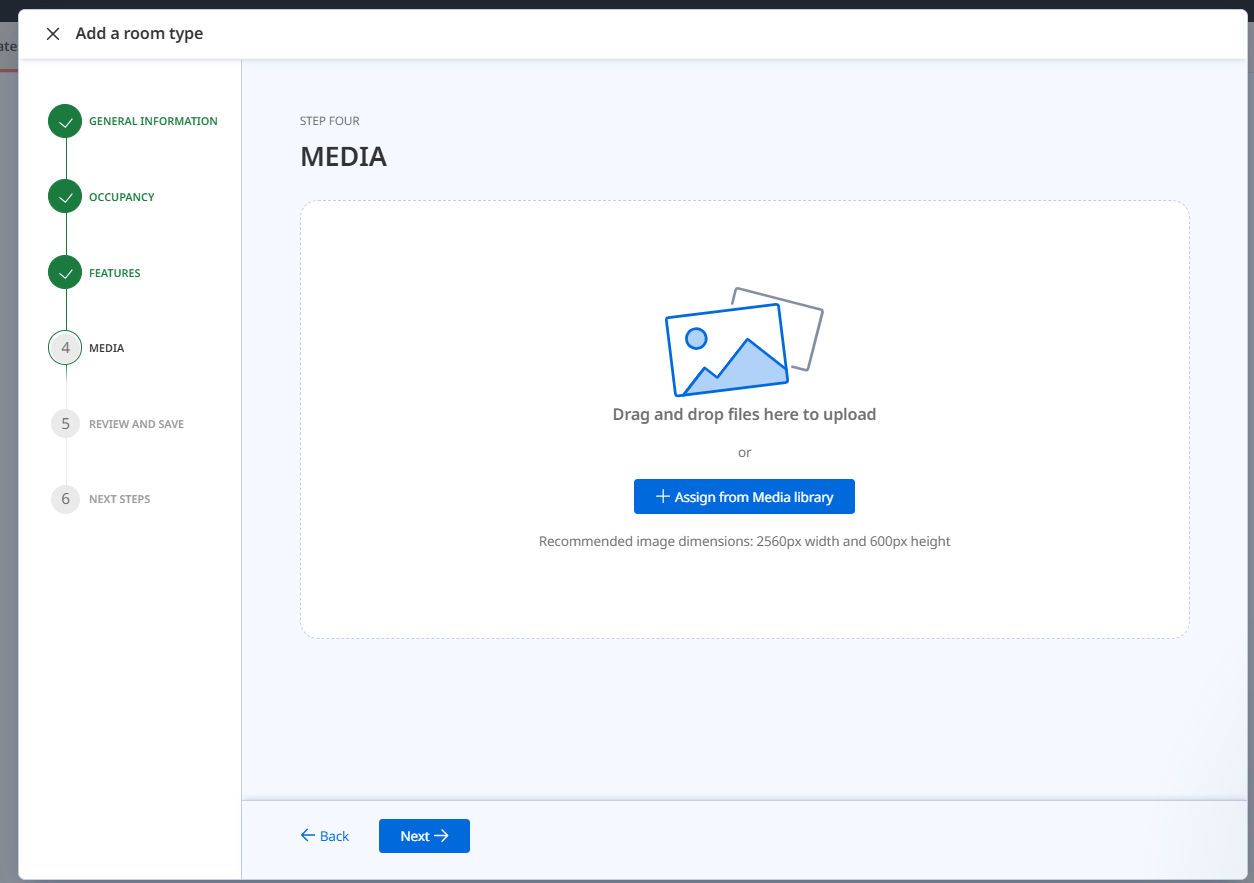 Add a room type
GENERAL INFORMATION
OCCUPANCY
FEATURES
4 MEDIA
5 REVIEW AND SAVE
6 NEXT STEPS
STEP FOUR
MEDIA
Drag and drop files here to upload
or
Assign from Media library
Recommended image dimensions: 2560px width and 600px height
Back
Next